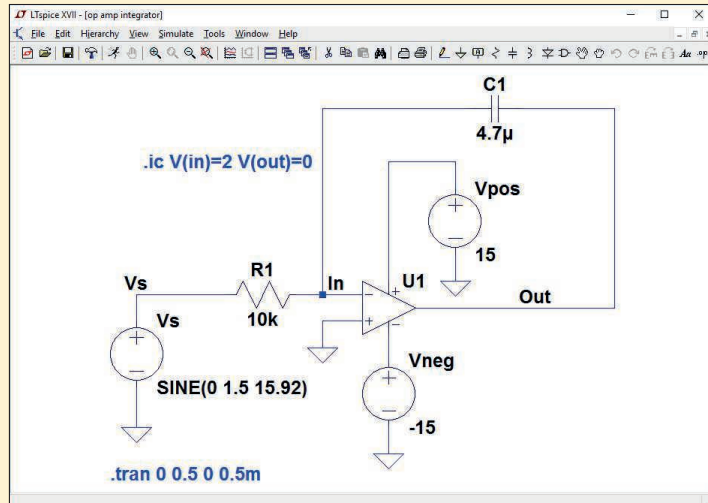 LTspice XVII - [op amp integrator]
File Edit Hierarchy View Simulate Tools Window Help
C1
4.7µ
.ic V(in)=2 V(out)=0
Vpos
15
R1
In
U1
Vs
Out
10k
Vs
Vneg
SINE(0 1.5 15.92)
-15
.tran 0 0.5 0 0.5m